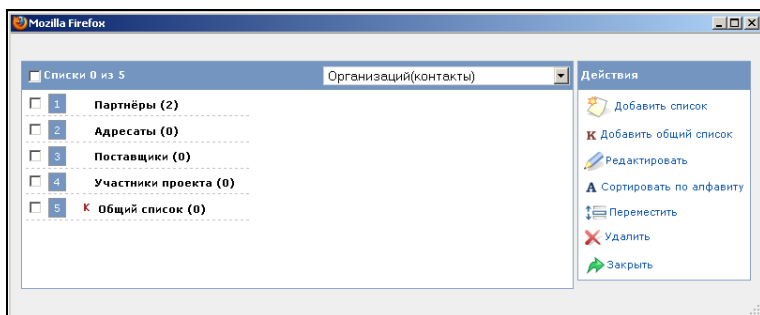 Mozilla Firefox
Списки 0 из 5
Организаций(контакты)
Действия
1 Партнёры (2)
2 Адресаты (0)
3 Поставщики (0)
4 Участники проекта (0)
5 К Общий список (0)
Добавить список
К Добавить общий список
Редактировать
А Сортировать по алфавиту
Переместить
Удалить
Закрыть